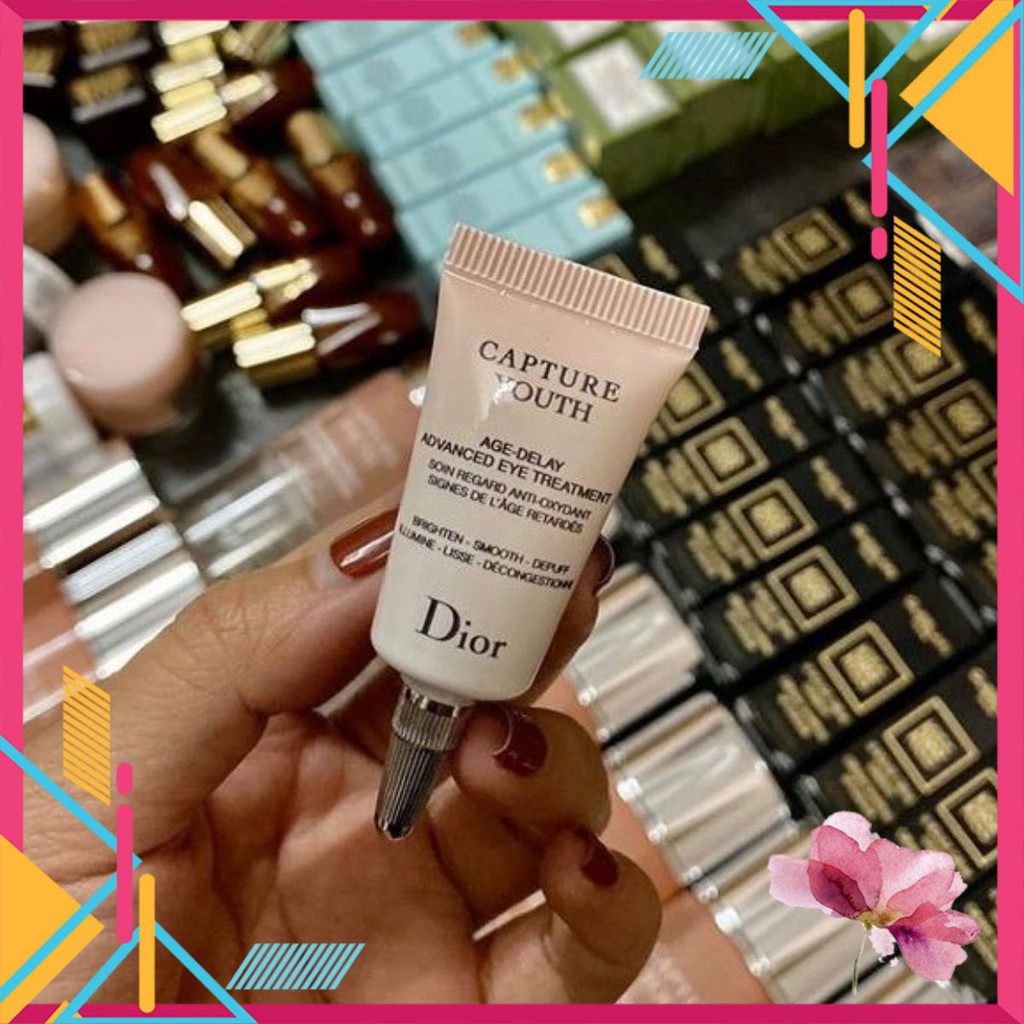 CAPTURE
YOUTH
AGE-DELAY
ADVANCED EYE TREATMENT
SOIN REGARD ANTI-OXYDANT
SIGNES DE L'ÂGE RETARDÉS
BRIGHTEN - SMOOTH - DEPUFF
ILLUMINE - LISSE - DÉCONGESTIONNE
Dior